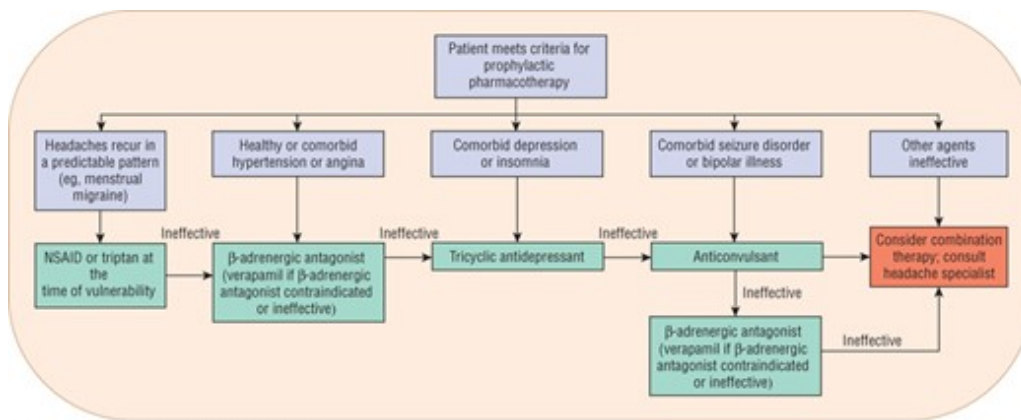 Patient meets criteria for
prophylactic
pharmacotherapy
Headaches recur in
a predictable pattern
(eg, menstrual
migraine)
Healthy or comorbid
hypertension or angina
Comorbid depression
or insomnia
Comorbid seizure disorder
or bipolar illness
Other agents
ineffective
NSAID or triptan at
the
time of vulnerability
Ineffective
β-adrenergic antagonist
(verapamil if β-adrenergic
antagonist contraindicated
or ineffective)
Ineffective
Tricyclic antidepressant
Ineffective
Anticonvulsant
Consider combination
therapy; consult
headache specialist
Ineffective
β-adrenergic antagonist
(verapamil if β-adrenergic
antagonist contraindicated
or ineffective)
Ineffective